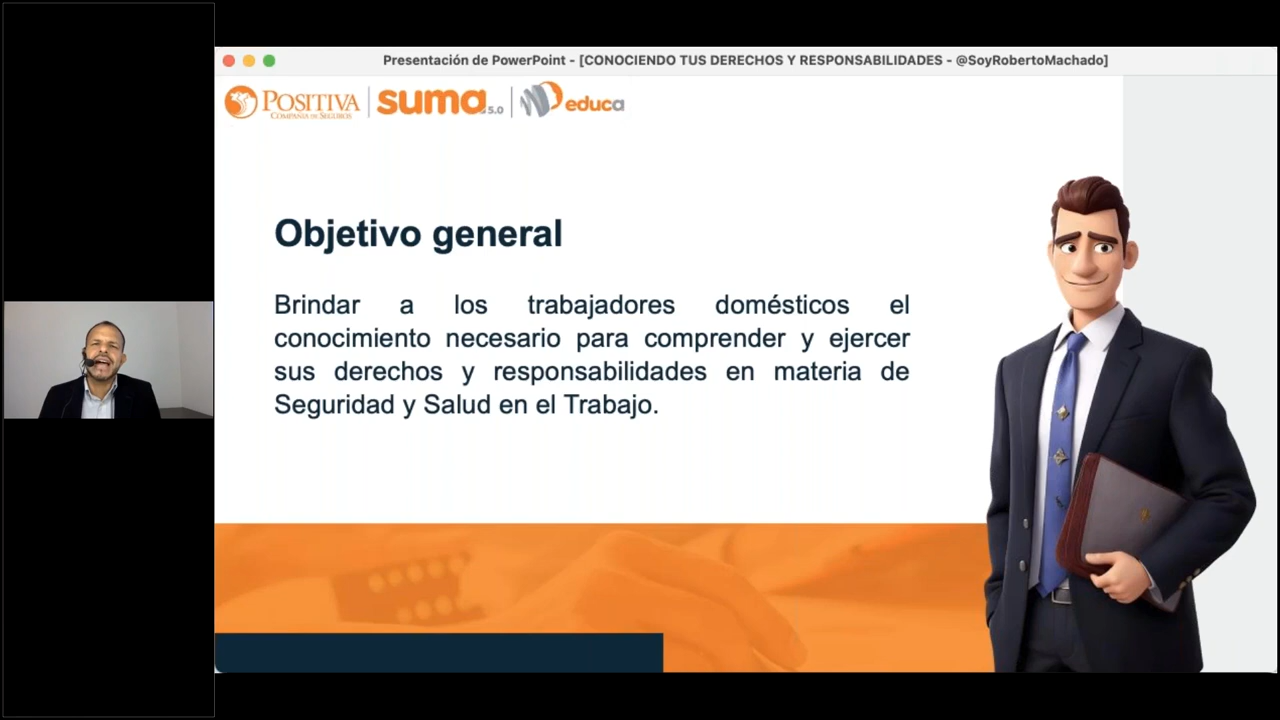 Presentación de PowerPoint - [CONOCIENDO TUS DERECHOS Y RESPONSABILIDADES - @SoyRobertoMachado]
POSITIVA
COMPAÑÍA DE SEGUROS
suma 5.0
educa
Objetivo general
Brindar a los trabajadores domésticos el
conocimiento necesario para comprender y ejercer
sus derechos y responsabilidades en materia de
Seguridad y Salud en el Trabajo.